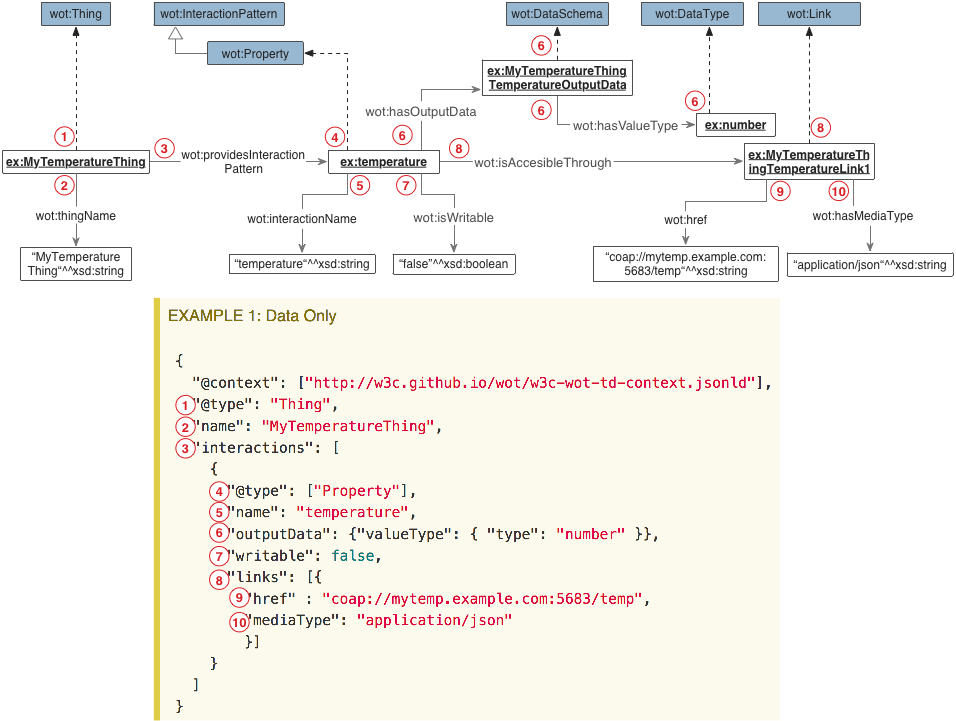 wot:Thing
wot:InteractionPattern
wot:DataSchema
wot:DataType
wot:Link
wot:Property
6
ex:MyTemperatureThing
TemperatureOutputData
6
6
wot:hasOutputData
wot:hasValueType
ex:number
1
3
4
6
8
8
ex:MyTemperatureThing
wot:providesInteraction
Pattern
ex:temperature
wot:isAccesibleThrough
ex:MyTemperatureTh
ingTemperatureLink1
2
5
7
9
10
wot:thingName
wot:interactionName
wot:isWritable
wot:href
wot:hasMediaType
“MyTemperature
Thing“^^xsd:string
“temperature“^^xsd:string
“false”^^xsd:boolean
“coap://mytemp.example.com:
5683/temp“^^xsd:string
“application/json“^^xsd:string
EXAMPLE 1: Data Only
{
"@context": ["http://w3c.github.io/wot/w3c-wot-td-context.jsonld"],
1 "@type": "Thing",
2 "name": "MyTemperatureThing",
3 "interactions": [
{
4 "@type": ["Property"],
5 "name": "temperature",
6 "outputData": {"valueType": { "type": "number" }},
7 "writable": false,
8 "links": [{
9 "href" : "coap://mytemp.example.com:5683/temp",
10 "mediaType": "application/json"
}]
}
]
}